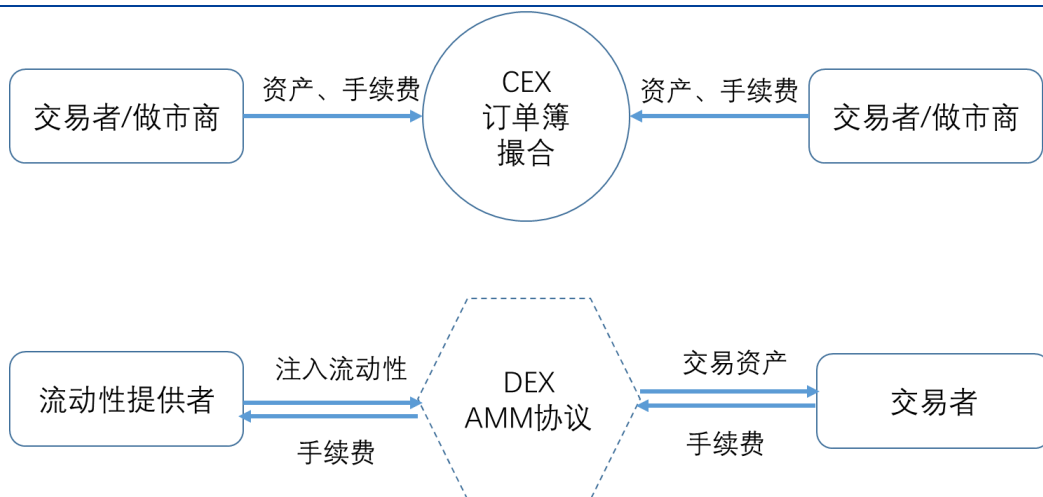 交易者/做市商
资产、手续费
CEX
订单簿
撮合
资产、手续费
交易者/做市商
流动性提供者
注入流动性
手续费
DEX
AMM协议
交易资产
手续费
交易者